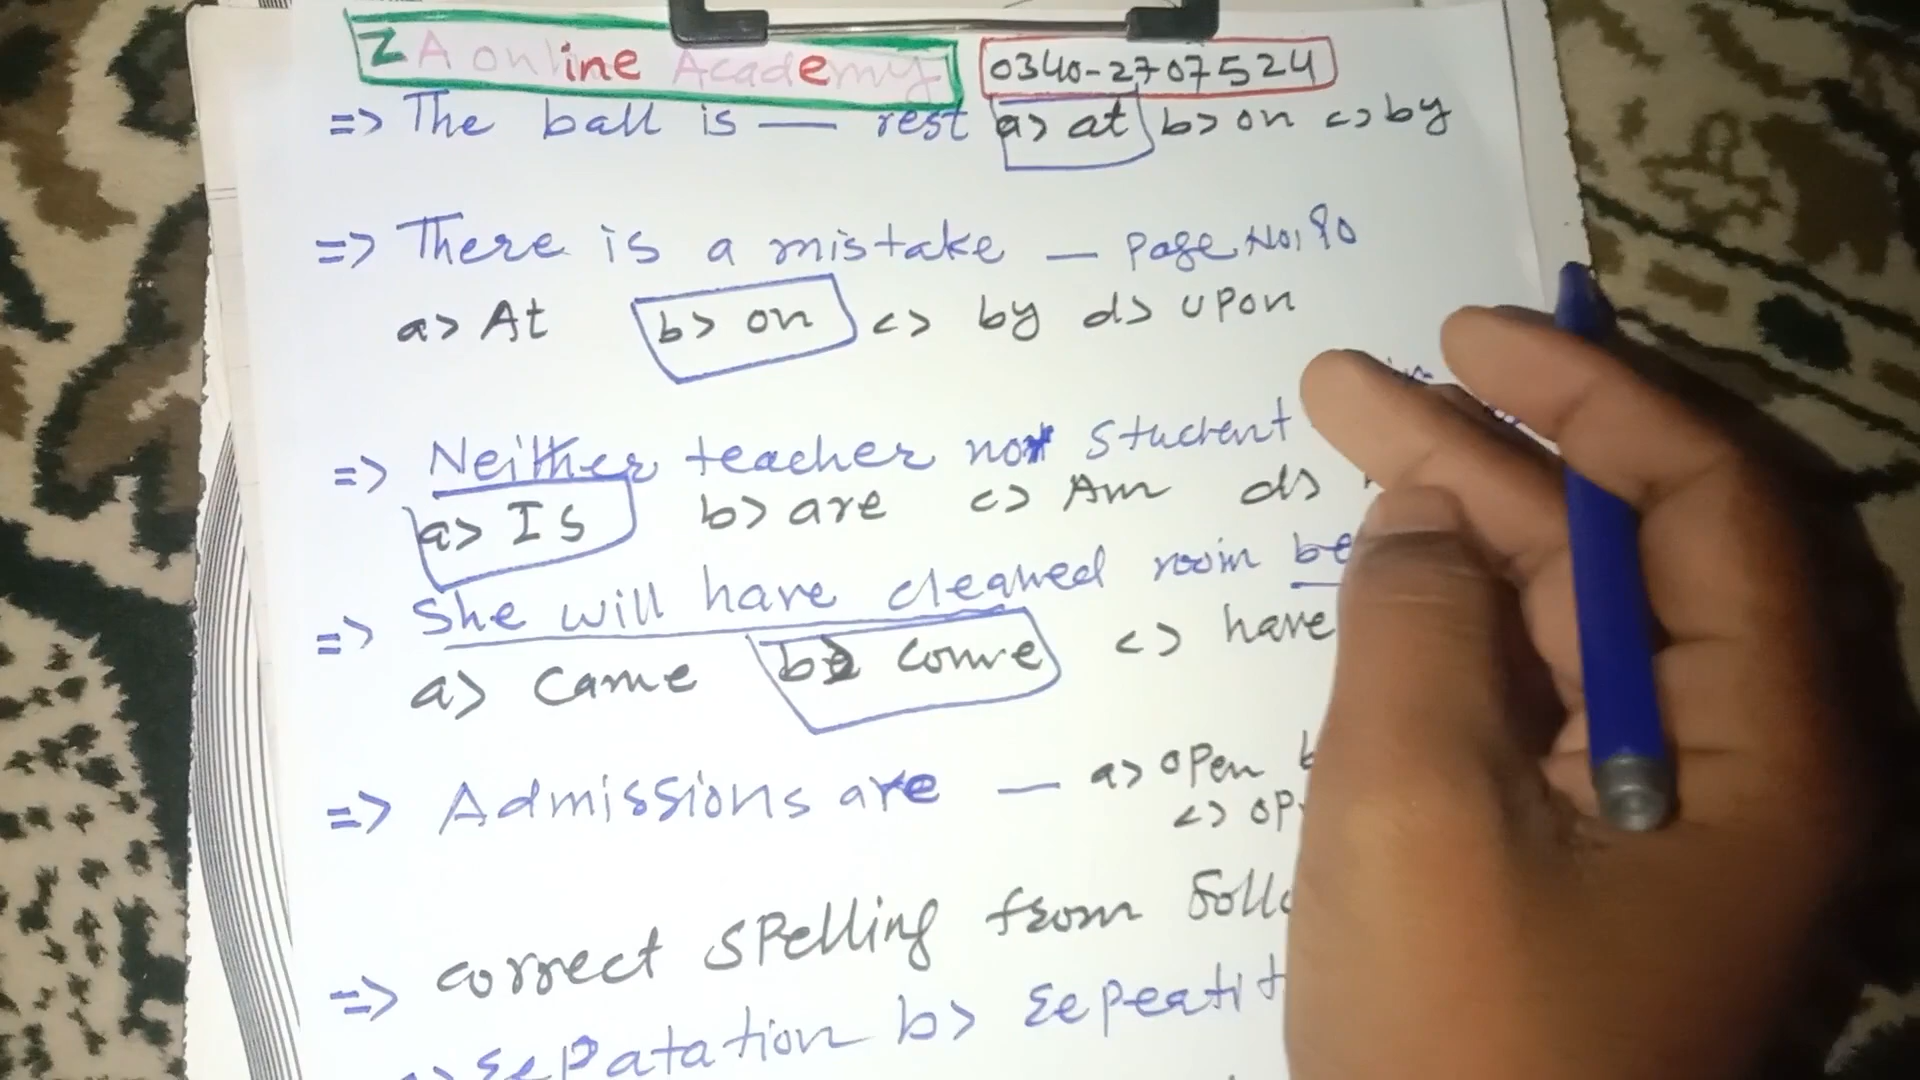 ZA online Academy 0340-2707524
=> The ball is — rest a> at b> on c> by
=> There is a mistake — page No, 90
a> At b> on c> by d> upon
=> Neither teacher nor student
a> Is b> are c> Am d>
=> She will have cleaned room be
a> came b> come c> have
=> Admissions are — a> open b
c> op
=> correct spelling from follo
b>